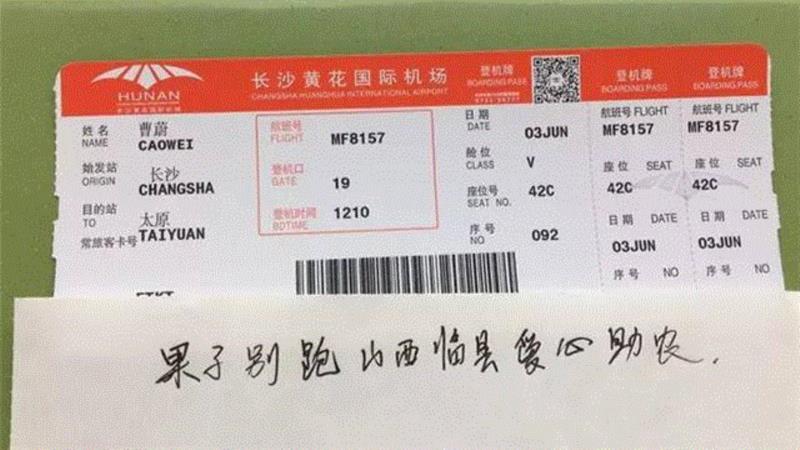 HUNAN
长沙黄花国际机场
CHANGSHA HUANGHUA INTERNATIONAL AIRPORT
登机牌
BOARDING PASS
登机牌
BOARDING PASS
登机牌
BOARDING PASS
姓名 曹蔚
NAME CAOWEI
始发站 长沙
ORIGIN CHANGSHA
目的站 太原
TO TAIYUAN
常旅客卡号
航班号
FLIGHT MF8157
登机口
GATE 19
登机时间 1210
BDTIME
日期
DATE 03JUN
舱位
CLASS V
座位号 42C
SEAT NO.
序号 092
NO
航班号 FLIGHT
MF8157
座位 SEAT
42C
日期 DATE
03JUN
序号 NO
航班号 FLIGHT
MF8157
座位 SEAT
42C
日期 DATE
03JUN
序号 NO
果子别跑山西临县爱心助农.